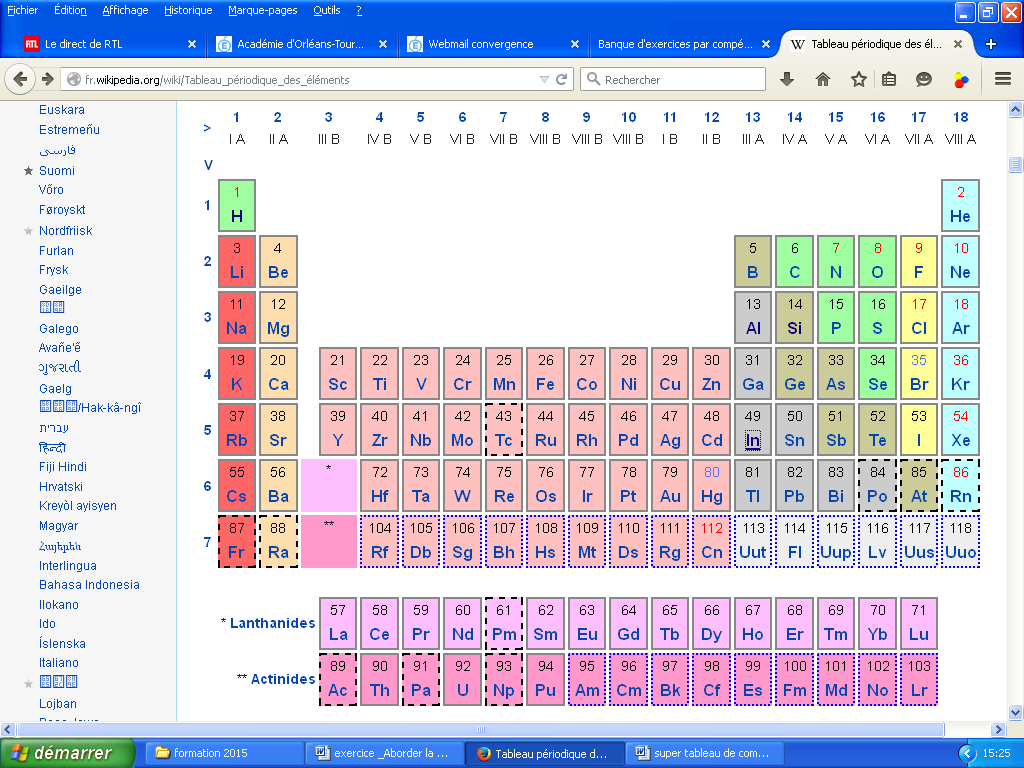 Fichier Édition Affichage Historique Marque-pages Outils ?
RTL Le direct de RTL × Académie d'Orléans-Tour... × Webmail convergence × Banque d'exercices par compé... × W Tableau périodique des él... × +
fr.wikipedia.org/wiki/Tableau_périodique_des_éléments Rechercher
Euskara
Estremeñu
فارسی
Suomi
Võro
Føroyskt
Nordfriisk
Furlan
Frysk
Gaeilge
Galego
Avañe'ẽ
ગુજરાતી
Gaelg
/Hak-kâ-ngî
עברית
हिन्दी
Fiji Hindi
Hrvatski
Kreyòl ayisyen
Magyar
Հայերեն
Interlingua
Bahasa Indonesia
Ilokano
Ido
Íslenska
Italiano
Lojban
> 1 2 3 4 5 6 7 8 9 10 11 12 13 14 15 16 17 18
I A II A III B IV B V B VI B VII B VIII B VIII B VIII B I B II B III A IV A V A VI A VII A VIII A
V
1 2
1 H He
3 4 5 6 7 8 9 10
2 Li Be B C N O F Ne
11 12 13 14 15 16 17 18
3 Na Mg Al Si P S Cl Ar
19 20 21 22 23 24 25 26 27 28 29 30 31 32 33 34 35 36
4 K Ca Sc Ti V Cr Mn Fe Co Ni Cu Zn Ga Ge As Se Br Kr
37 38 39 40 41 42 43 44 45 46 47 48 49 50 51 52 53 54
5 Rb Sr Y Zr Nb Mo Tc Ru Rh Pd Ag Cd In Sn Sb Te I Xe
55 56 * 72 73 74 75 76 77 78 79 80 81 82 83 84 85 86
6 Cs Ba Hf Ta W Re Os Ir Pt Au Hg Tl Pb Bi Po At Rn
87 88 ** 104 105 106 107 108 109 110 111 112 113 114 115 116 117 118
7 Fr Ra Rf Db Sg Bh Hs Mt Ds Rg Cn Uut Fl Uup Lv Uus Uuo
57 58 59 60 61 62 63 64 65 66 67 68 69 70 71
* Lanthanides La Ce Pr Nd Pm Sm Eu Gd Tb Dy Ho Er Tm Yb Lu
89 90 91 92 93 94 95 96 97 98 99 100 101 102 103
** Actinides Ac Th Pa U Np Pu Am Cm Bk Cf Es Fm Md No Lr
démarrer formation 2015 exercice _Aborder la ... Tableau périodique d... super tableau de com... 15:25